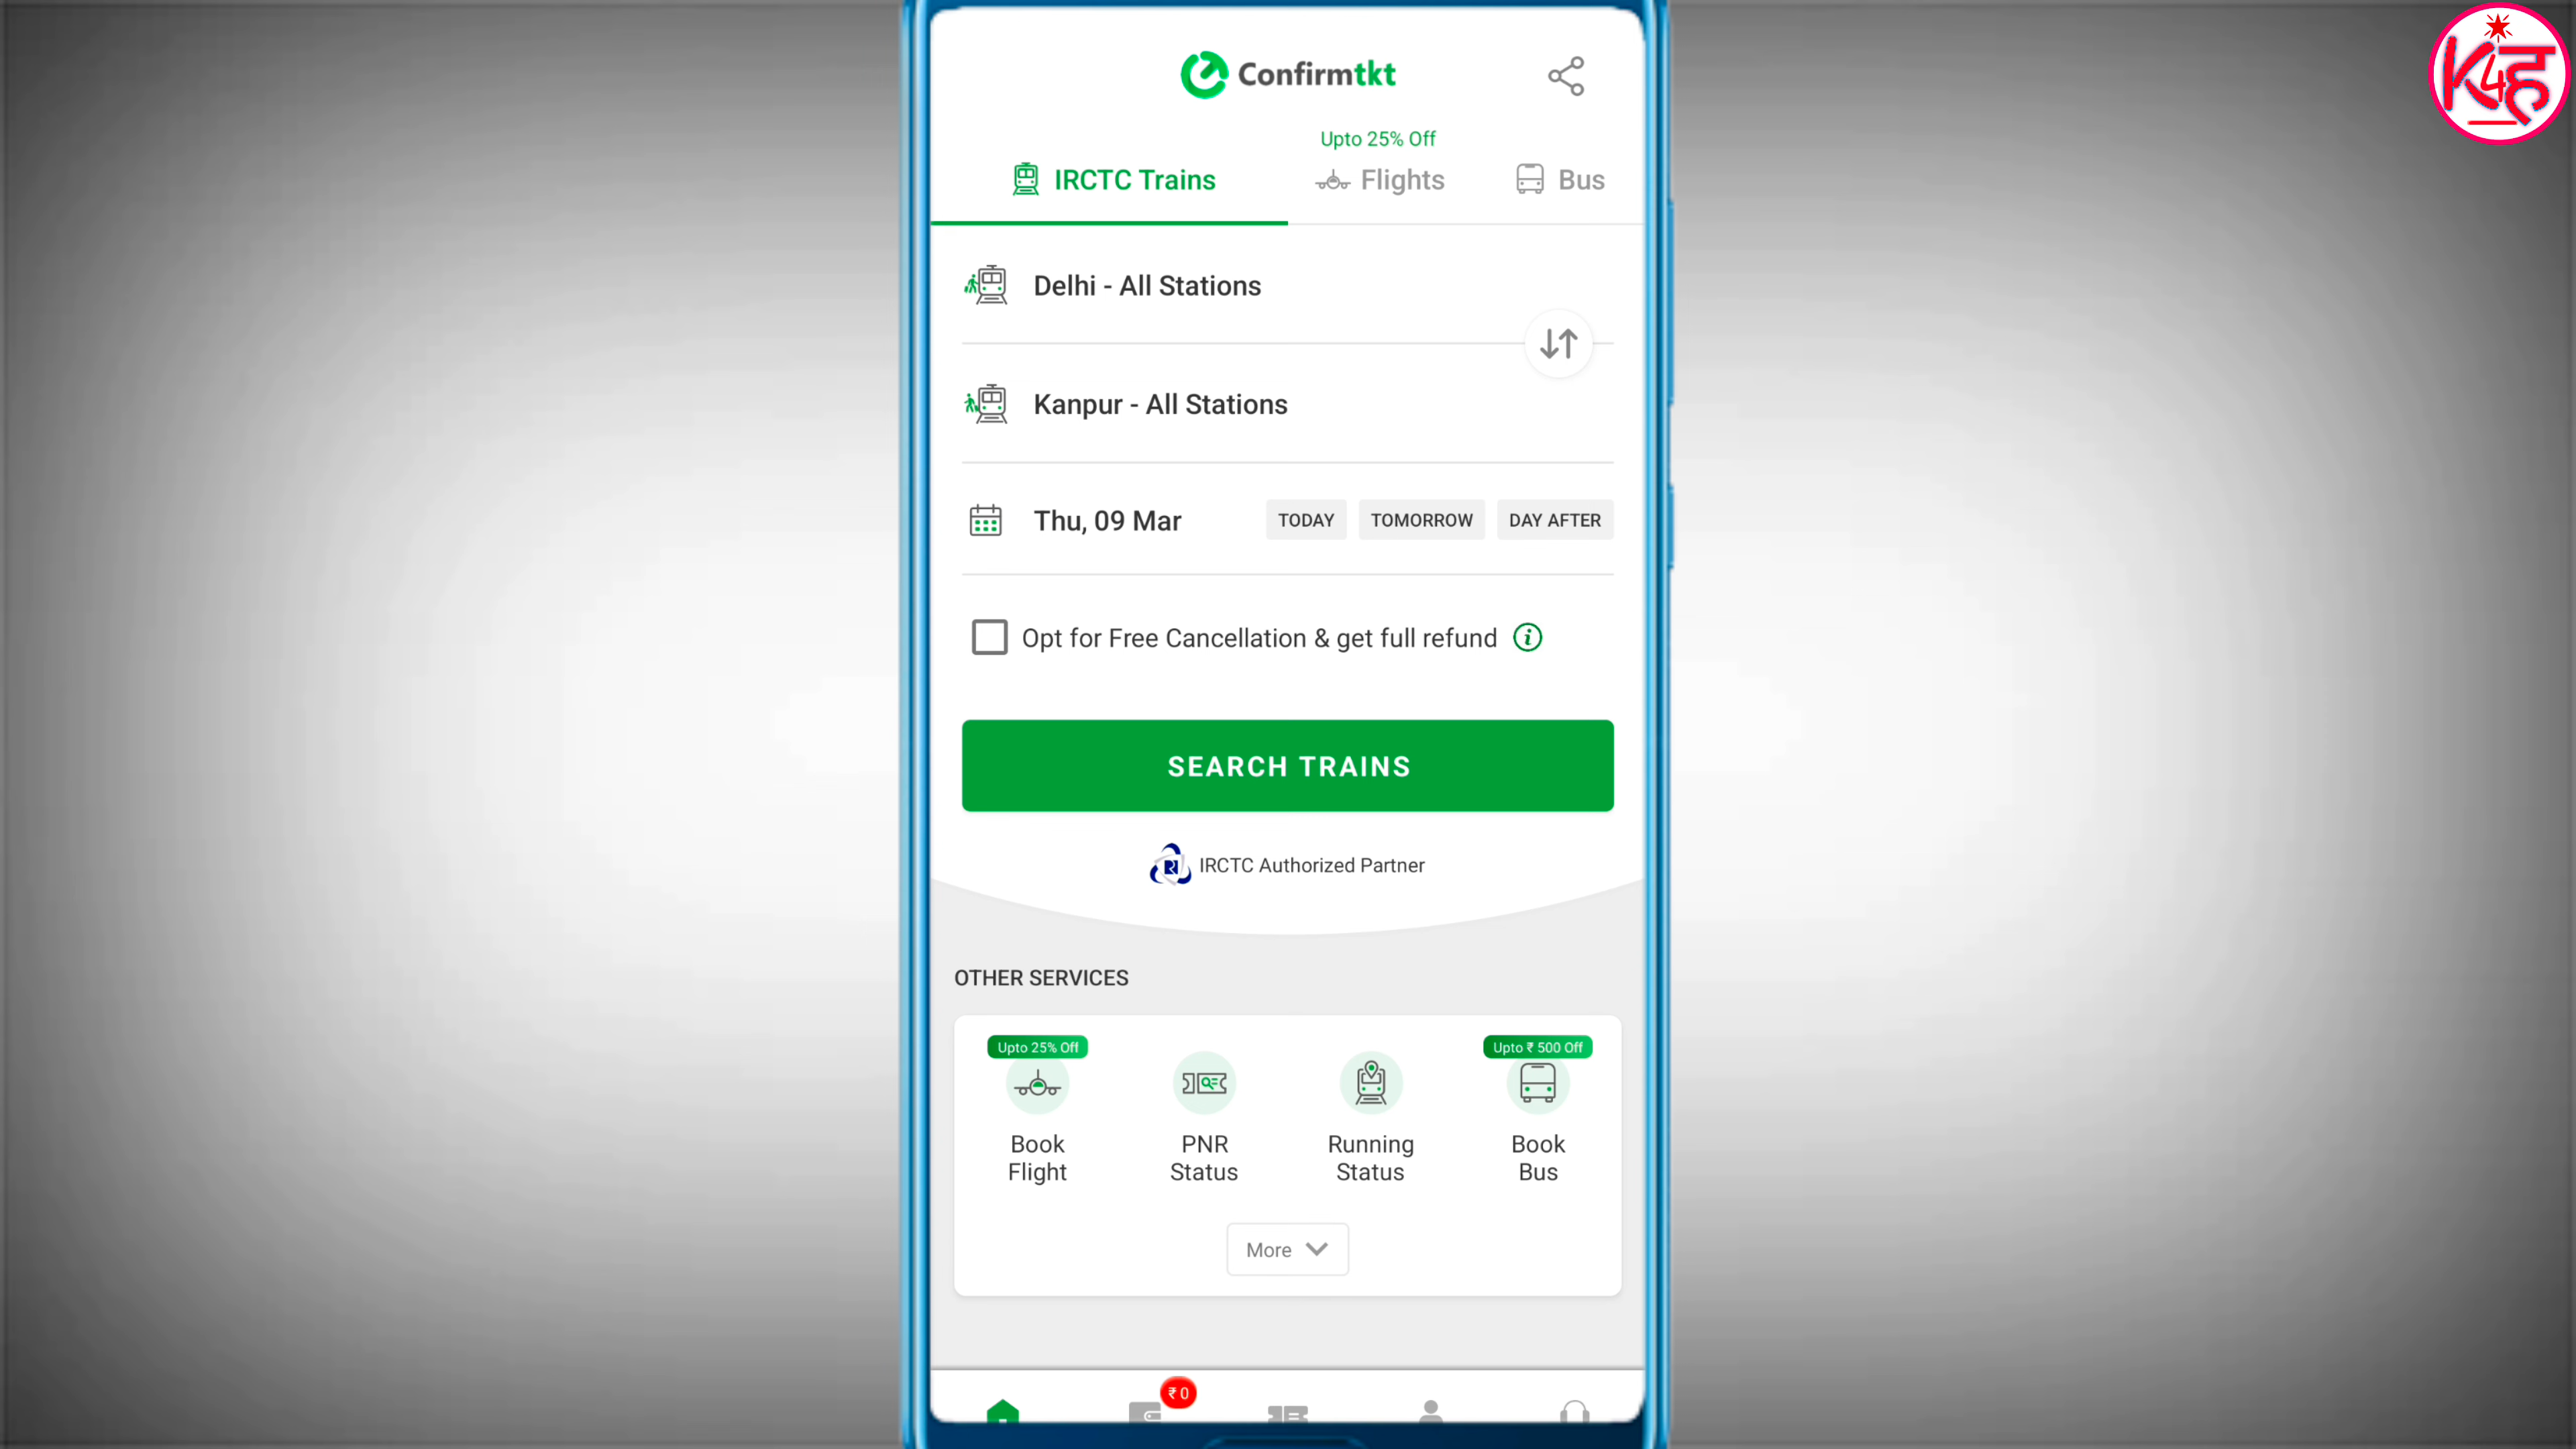 K4ह
Confirmtkt
Upto 25% Off
IRCTC Trains
Flights
Bus
Delhi - All Stations
Kanpur - All Stations
Thu, 09 Mar
TODAY
TOMORROW
DAY AFTER
Opt for Free Cancellation & get full refund
SEARCH TRAINS
IRCTC Authorized Partner
OTHER SERVICES
Upto 25% Off
Book
Flight
PNR
Status
Running
Status
Upto ₹ 500 Off
Book
Bus
More
₹ 0